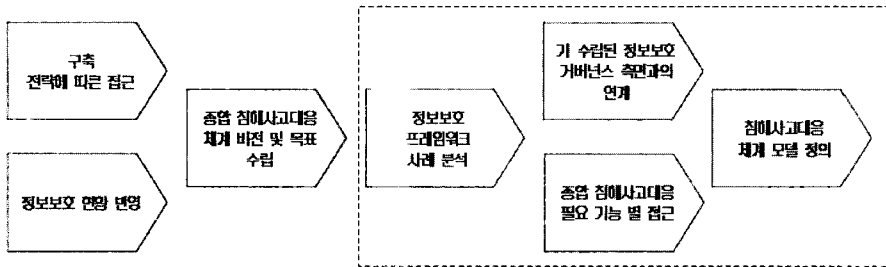 구축
전략에 따른 접근
정보보호 현황 반영
종합 침해사고대응
체계 비전 및 목표
수립
정보보호
프레임워크
사례 분석
기 수립된 정보보호
거버넌스 측면과의
연계
종합 침해사고대응
필요 기능 별 접근
침해사고대응
체계 모델 정의